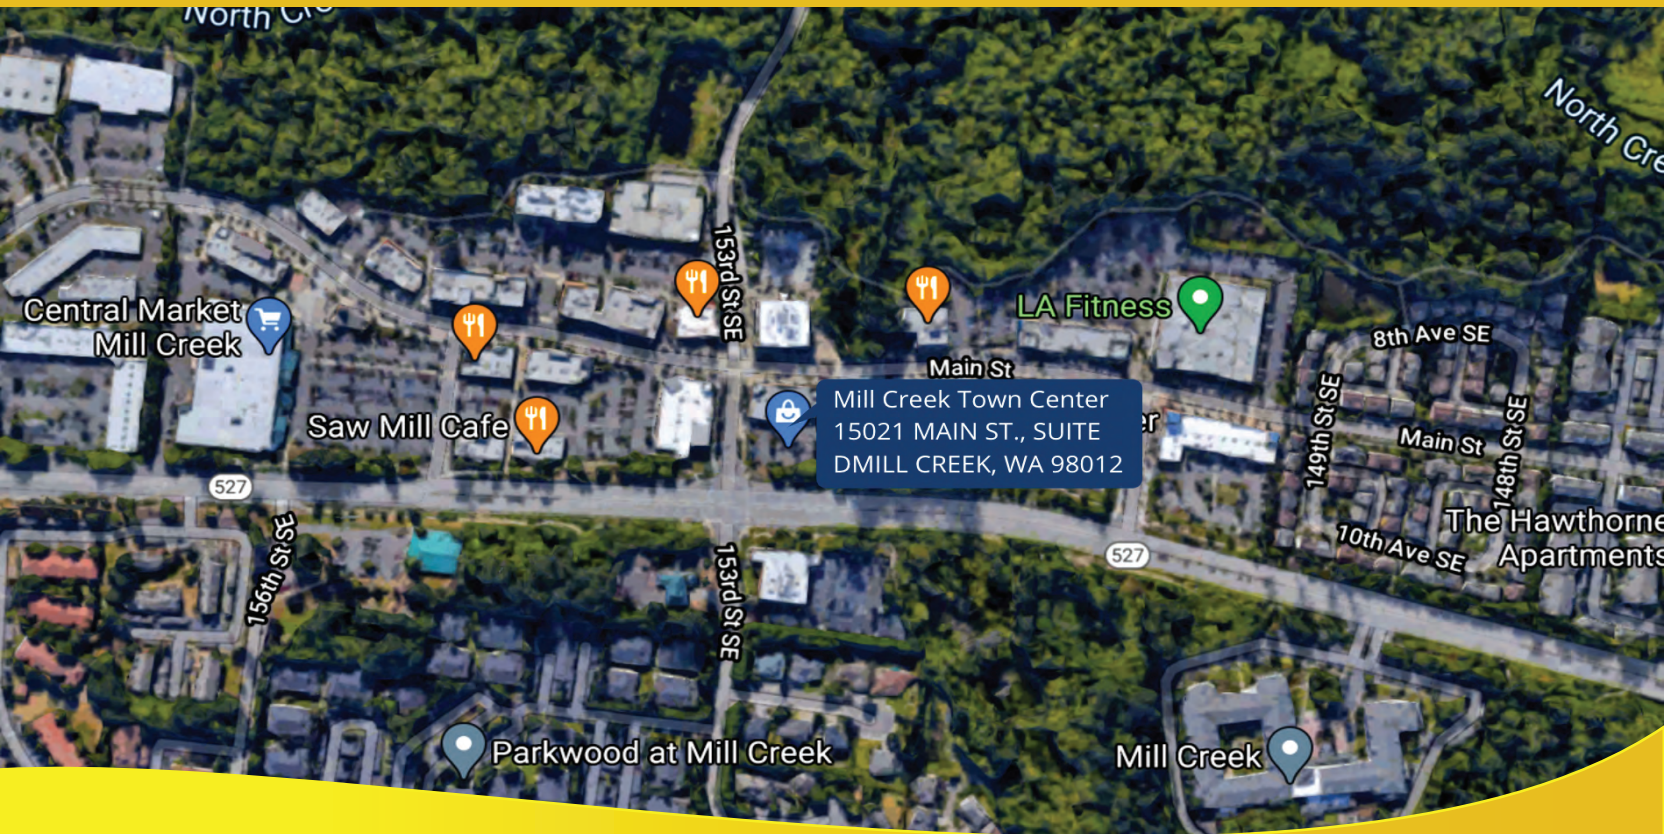 North Cre
North Cre
153rd St SE
Central Market
Mill Creek
LA Fitness
8th Ave SE
Main St
Mill Creek Town Center
15021 MAIN ST., SUITE
DMILL CREEK, WA 98012
er
Saw Mill Cafe
149th St SE
Main St
148th St SE
527
The Hawthorne
Apartments
10th Ave SE
527
156th St SE
153rd St SE
Parkwood at Mill Creek
Mill Creek